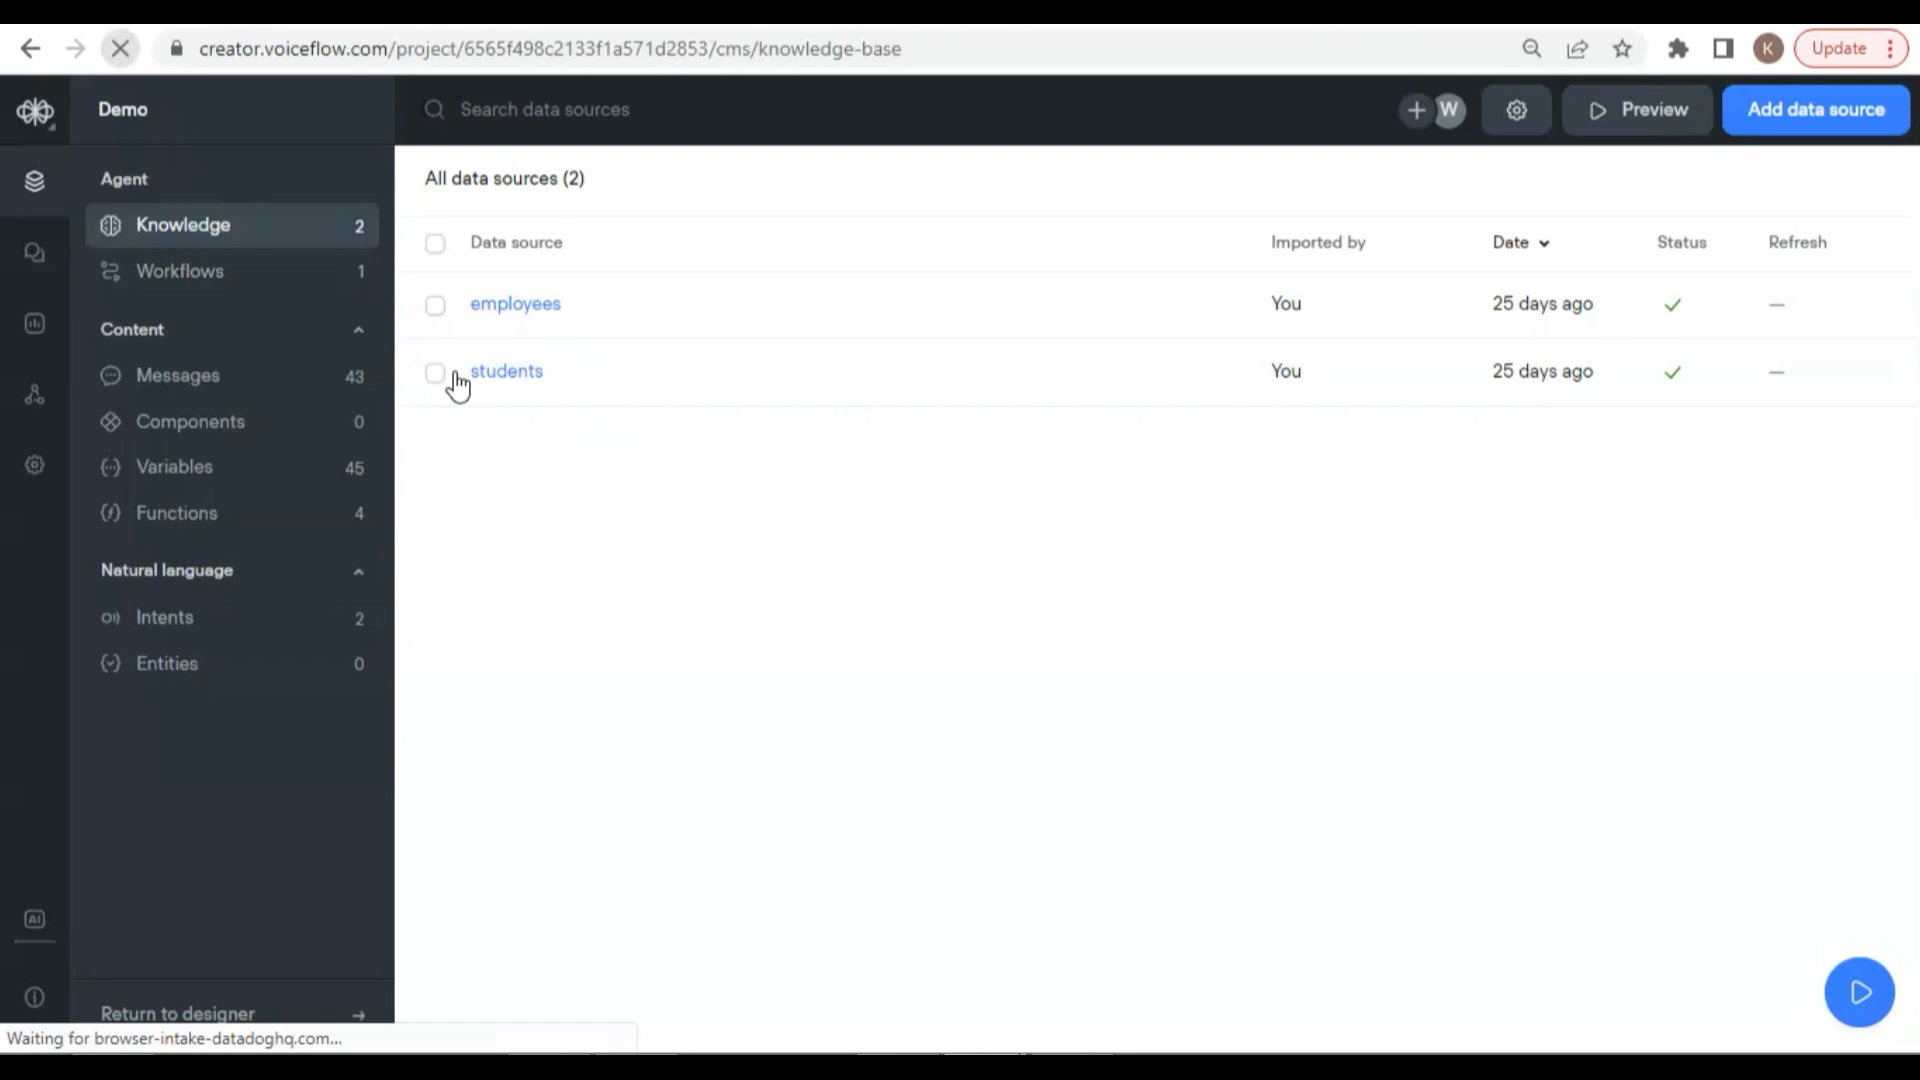 creator.voiceflow.com/project/6565f498c2133f1a571d2853/cms/knowledge-base
K
Update
Demo
Search data sources
W
Preview
Add data source
Agent
Knowledge 2
Workflows 1
Content
Messages 43
Components 0
Variables 45
Functions 4
Natural language
Intents 2
Entities 0
Return to designer
All data sources (2)
Data source Imported by Date Status Refresh
employees You 25 days ago —
students You 25 days ago —
AI
Waiting for browser-intake-datadoghq.com...